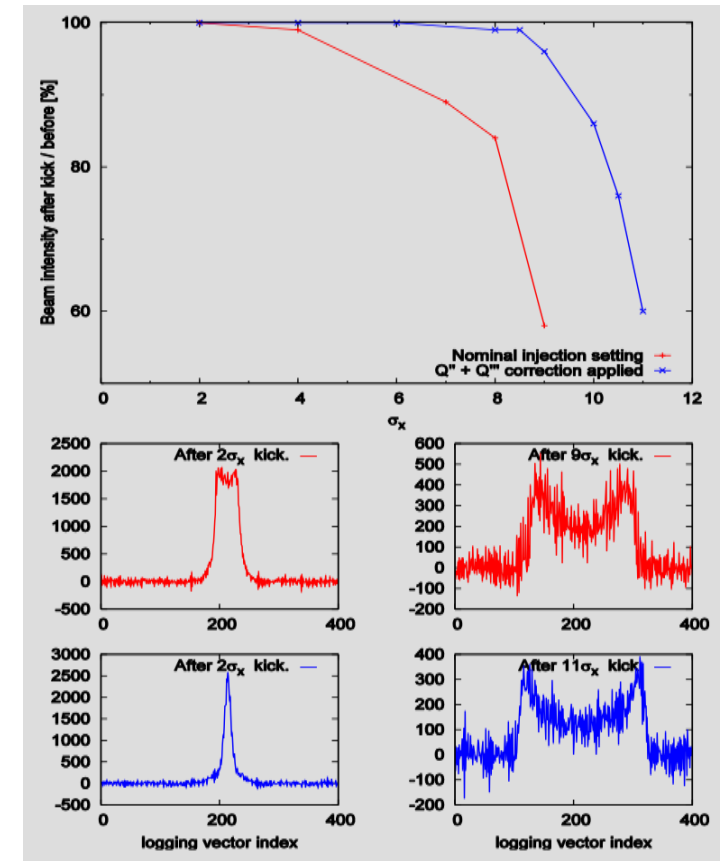 100
80
60
0 2 4 6 8 10 12
Beam intensity after kick / before [%]
σx
Nominal injection setting
Q'' + Q''' correction applied
2500
2000
1500
1000
500
0
-500
0 200 400
After 2σx kick.
600
500
400
300
200
100
0
-100
-200
0 200 400
After 9σx kick.
3000
2500
2000
1500
1000
500
0
-500
0 200 400
After 2σx kick.
logging vector index
400
300
200
100
0
-100
-200
0 200 400
After 11σx kick
logging vector index